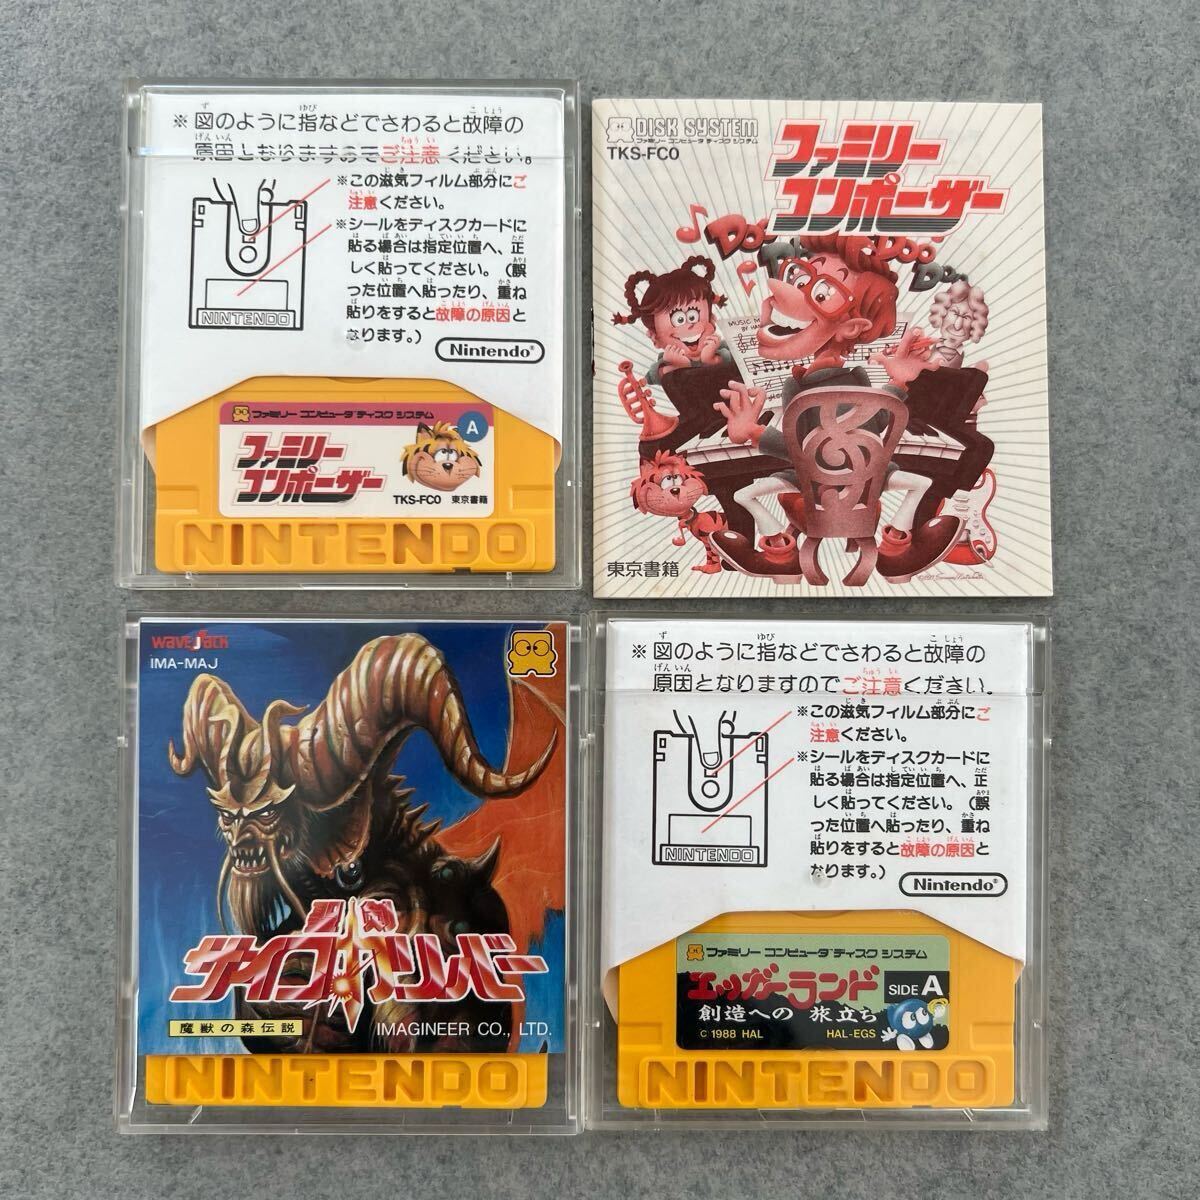 ※図のように指などでさわると故障の
原因となりますのでご注意ください。
※この滋気フィルム部分にご
注意ください。
※シールをディスクカードに
貼る場合は指定位置へ、正
しく貼ってください。(誤
った位置へ貼ったり、重ね
貼りをすると故障の原因と
なります。)
NINTENDO
Nintendo®
ファミリー コンピュータ ディスク システム
A
ファミリー
コンポーザー
TKS-FCO 東京書籍
NINTENDO
DISK SYSTEM
ファミリー コンピュータ ディスク システム
TKS-FCO
ファミリー
コンポーザー
東京書籍
WAVEJACK
IMA-MAJ
聖剣
サイコカリバー
魔獣の森伝説
IMAGINEER CO., LTD.
NINTENDO
※図のように指などでさわると故障の
原因となりますのでご注意ください。
※この滋気フィルム部分にご
注意ください。
※シールをディスクカードに
貼る場合は指定位置へ、正
しく貼ってください。(誤
った位置へ貼ったり、重ね
貼りをすると故障の原因と
なります。)
NINTENDO
Nintendo®
ファミリー コンピュータ ディスク システム
エッガーランド SIDE A
創造への 旅立ち
© 1988 HAL HAL-EGS
NINTENDO